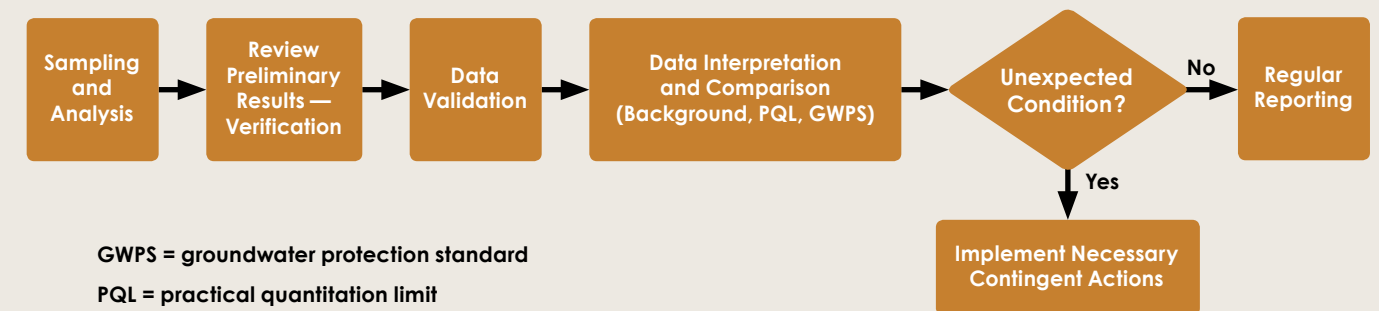 Sampling
and
Analysis
Review
Preliminary
Results —
Verification
Data
Validation
Data Interpretation
and Comparison
(Background, PQL, GWPS)
Unexpected
Condition?
No
Regular
Reporting
Yes
Implement Necessary
Contingent Actions
GWPS = groundwater protection standard
PQL = practical quantitation limit